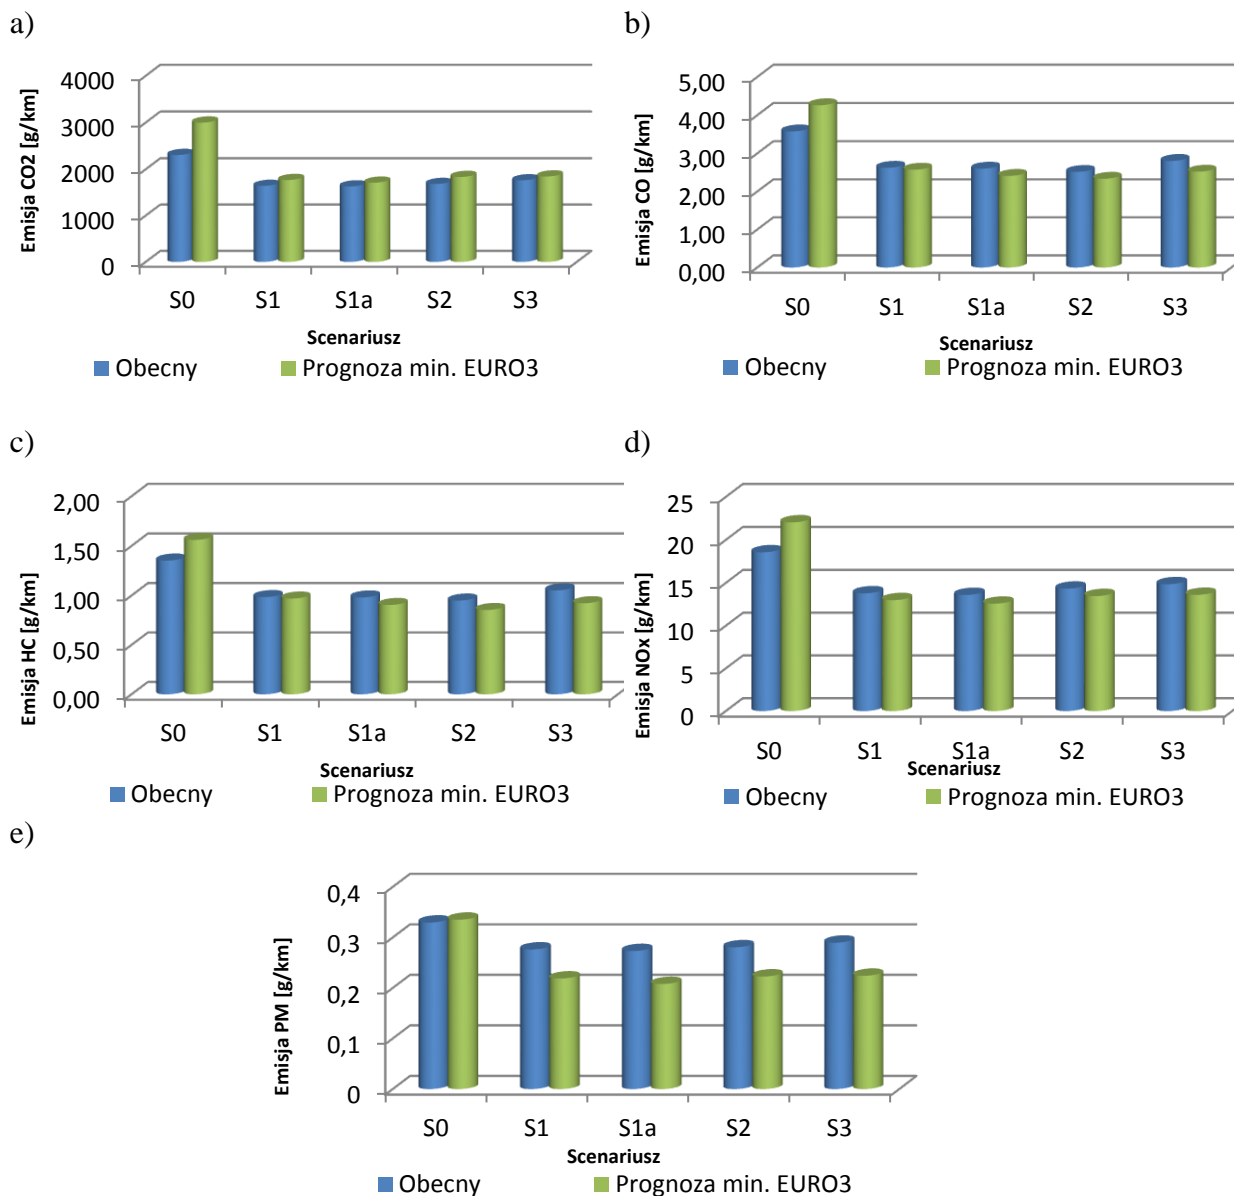 a)
Emisja CO2 [g/km]
4000
3000
2000
1000
0
S0 S1 S1a S2 S3
Scenariusz
Obecny Prognoza min. EURO3
b)
Emisja CO [g/km]
5,00
4,00
3,00
2,00
1,00
0,00
S0 S1 S1a S2 S3
Scenariusz
Obecny Prognoza min. EURO3
c)
Emisja HC [g/km]
2,00
1,50
1,00
0,50
0,00
S0 S1 S1a S2 S3
Scenariusz
Obecny Prognoza min. EURO3
d)
Emisja NOx [g/km]
25
20
15
10
5
0
S0 S1 S1a S2 S3
Scenariusz
Obecny Prognoza min. EURO3
e)
Emisja PM [g/km]
0,4
0,3
0,2
0,1
0
S0 S1 S1a S2 S3
Scenariusz
Obecny Prognoza min. EURO3